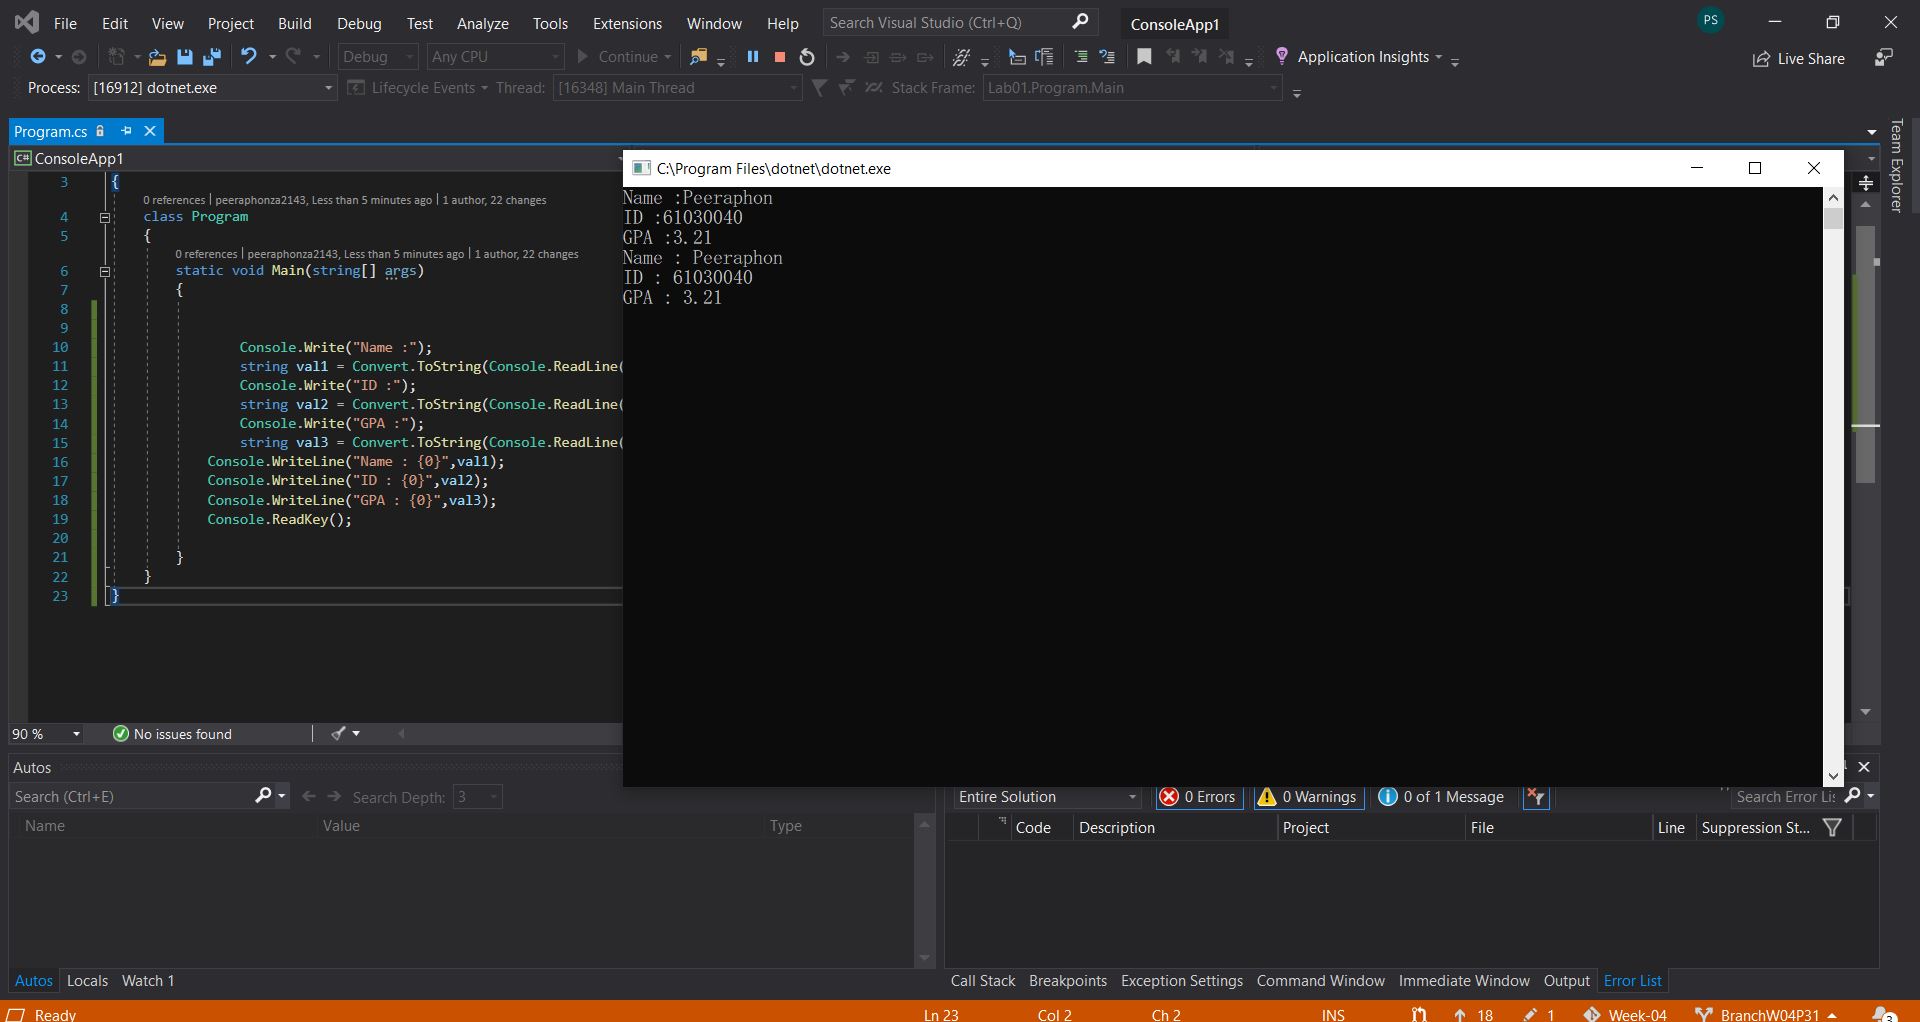 File Edit View Project Build Debug Test Analyze Tools Extensions Window Help Search Visual Studio (Ctrl+Q) ConsoleApp1 PS
Debug Any CPU Continue Application Insights Live Share
Process: [16912] dotnet.exe Lifecycle Events Thread: [16348] Main Thread Stack Frame: Lab01.Program.Main
Program.cs
Team Explorer
C# ConsoleApp1
C:\Program Files\dotnet\dotnet.exe
Name :Peeraphon
ID :61030040
GPA :3.21
Name : Peeraphon
ID : 61030040
GPA : 3.21
3 {
0 references | peeraphonza2143, Less than 5 minutes ago | 1 author, 22 changes
4 class Program
5 {
0 references | peeraphonza2143, Less than 5 minutes ago | 1 author, 22 changes
6 static void Main(string[] args)
7 {
8
9
10 Console.Write("Name :");
11 string val1 = Convert.ToString(Console.ReadLine(
12 Console.Write("ID :");
13 string val2 = Convert.ToString(Console.ReadLine(
14 Console.Write("GPA :");
15 string val3 = Convert.ToString(Console.ReadLine(
16 Console.WriteLine("Name : {0}",val1);
17 Console.WriteLine("ID : {0}",val2);
18 Console.WriteLine("GPA : {0}",val3);
19 Console.ReadKey();
20
21 }
22 }
23 }
90 % No issues found
Autos
Search (Ctrl+E) Search Depth: 3
Name Value Type
Autos Locals Watch 1
Entire Solution 0 Errors 0 Warnings 0 of 1 Message Search Error Lis
Code Description Project File Line Suppression St...
Call Stack Breakpoints Exception Settings Command Window Immediate Window Output Error List
Ready Ln 23 Col 2 Ch 2 INS 18 1 Week-04 BranchW04P31 3